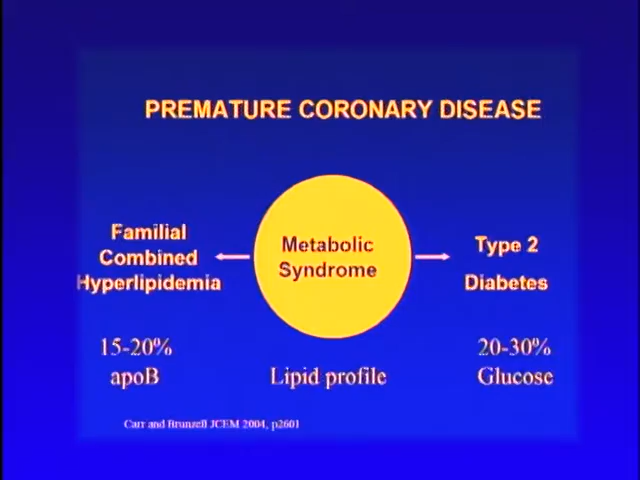 PREMATURE CORONARY DISEASE
Familial
Combined
Hyperlipidemia
Metabolic
Syndrome
Type 2
Diabetes
15-20%
apoB
Lipid profile
20-30%
Glucose
Carr and Brunzell JCEM 2004, p2601